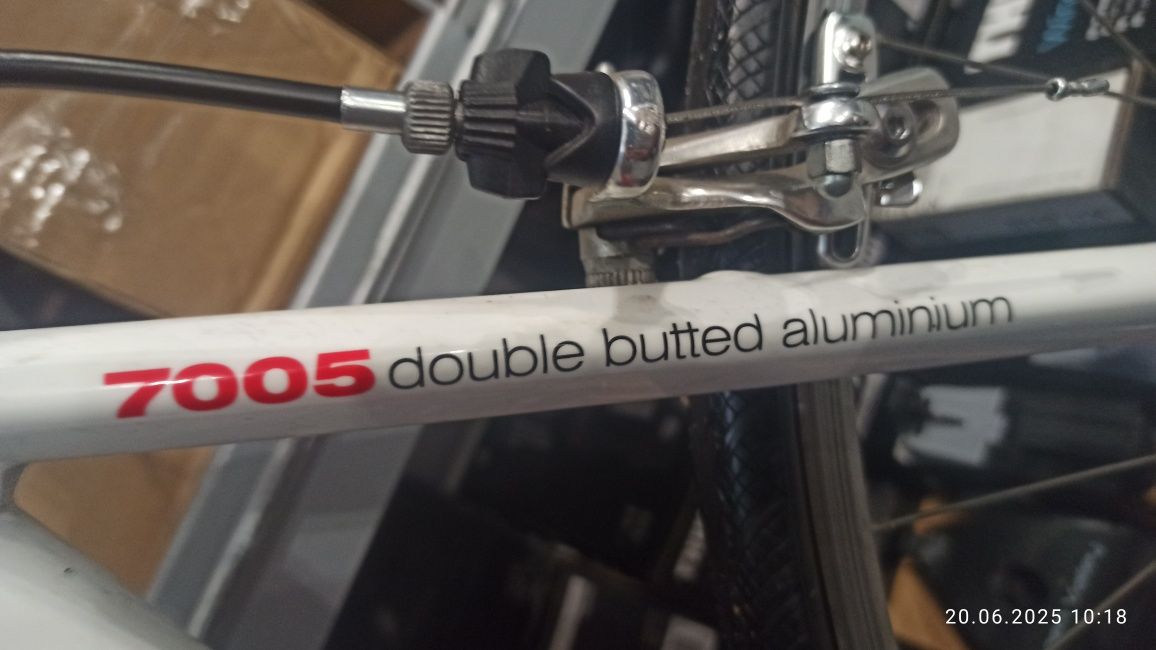 7005 double butted aluminium
20.06.2025 10:18